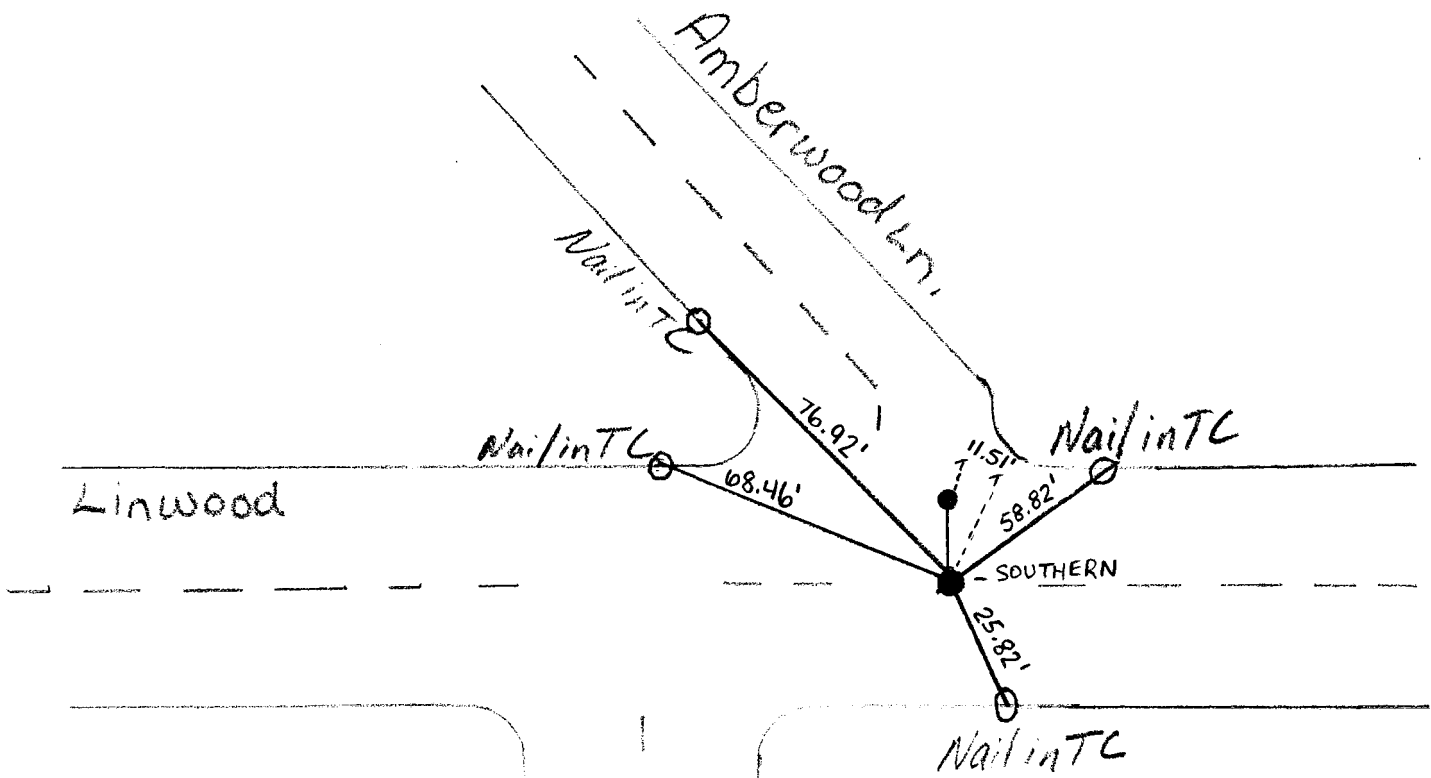 Amberwood Ln.
Nail in TC
Nail in TC
76.92'
Nail in TC
11.51'
68.46'
58.82'
Linwood
- SOUTHERN
25.82'
Nail in TC